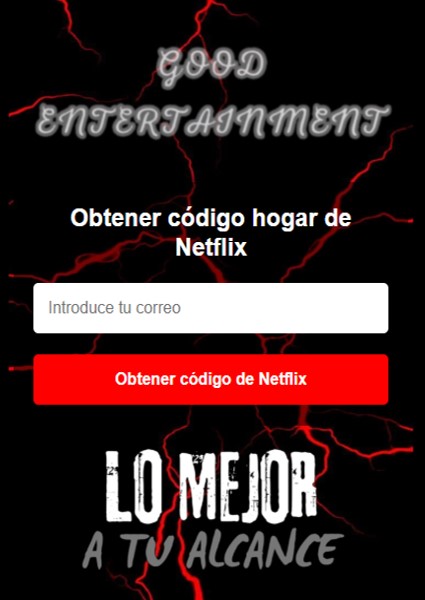 GOOD
ENTERTAINMENT
Obtener código hogar de
Netflix
Introduce tu correo
Obtener código de Netflix
LO MEJOR
A TU ALCANCE